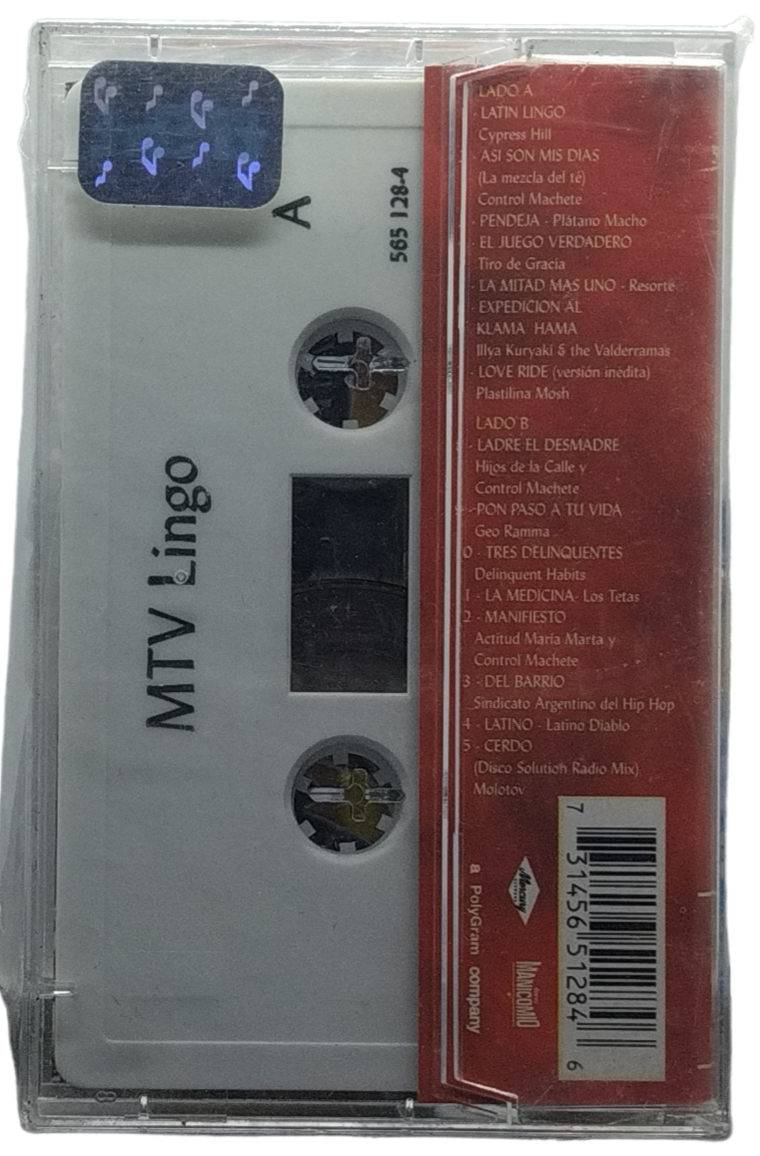 A
565 128-4
MTV Lingo
LADO A
- LATIN LINGO
Cypress Hill
- ASI SON MIS DIAS
(La mezcla del té)
Control Machete
- PENDEJA - Plátano Macho
- EL JUEGO VERDADERO
Tiro de Gracia
- LA MITAD MAS UNO - Resorte
- EXPEDICION AL
KLAMA HAMA
Illya Kuryaki & the Valderramas
- LOVE RIDE (versión inédita)
Plastilina Mosh
LADO B
- LADRE EL DESMADRE
Hijos de la Calle y
Control Machete
-PON PASO A TU VIDA
Geo Ramma
0 - TRES DELINQUENTES
Delinquent Habits
1 - LA MEDICINA- Los Tetas
2 - MANIFIESTO
Actitud María Marta y
Control Machete
3 - DEL BARRIO
Sindicato Argentino del Hip Hop
4 - LATINO - Latino Diablo
5 - CERDO
(Disco Solution Radio Mix)
Molotov
a PolyGram company
Mercury
MANICOMIO
7 31456 51284 6